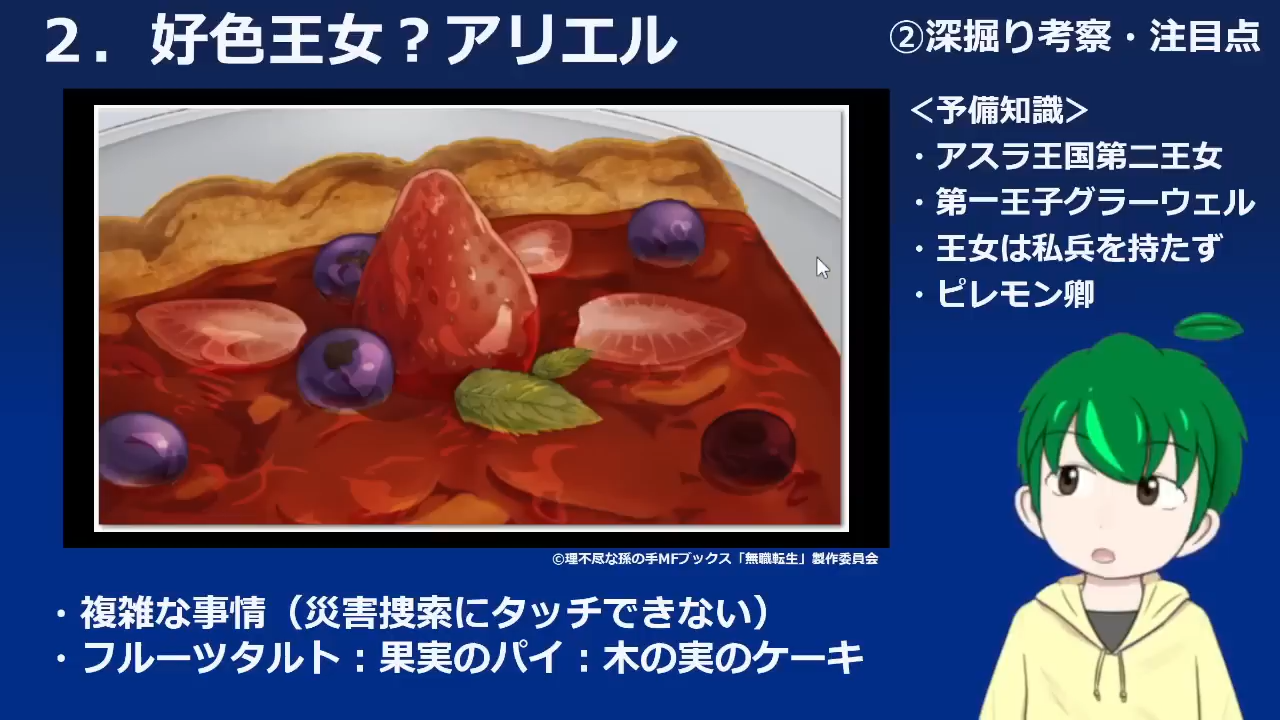 ２．好色王女？アリエル
②深掘り考察・注目点
＜予備知識＞
・アスラ王国第二王女
・第一王子グラーウェル
・王女は私兵を持たず
・ピレモン卿
©理不尽な孫の手MFブックス「無職転生」製作委員会
・複雑な事情（災害捜索にタッチできない）
・フルーツタルト：果実のパイ：木の実のケーキ